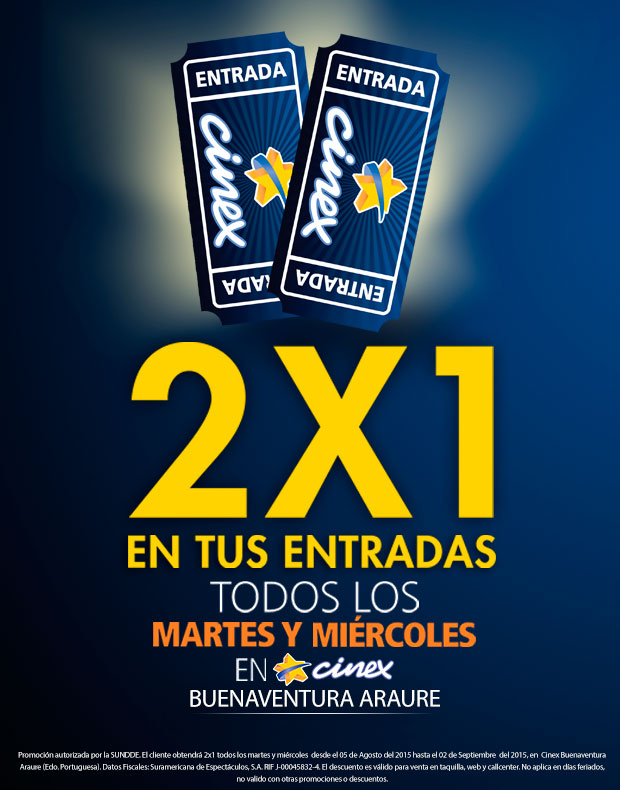 ENTRADA
cinex
ENTRADA
ENTRADA
cinex
ENTRADA
2X1
EN TUS ENTRADAS
TODOS LOS
MARTES Y MIÉRCOLES
EN cinex
BUENAVENTURA ARAURE
Promoción autorizada por la SUNDDE. El cliente obtendrá 2x1 todos los martes y miércoles desde el 05 de Agosto del 2015 hasta el 02 de Septiembre del 2015, en Cinex Buenaventura
Araure (Edo. Portuguesa). Datos Fiscales: Suramericana de Espectáculos, S.A. RIF J-00045832-4. El descuento es válido para venta en taquilla, web y callcenter. No aplica en días feriados,
no valido con otras promociones o descuentos.